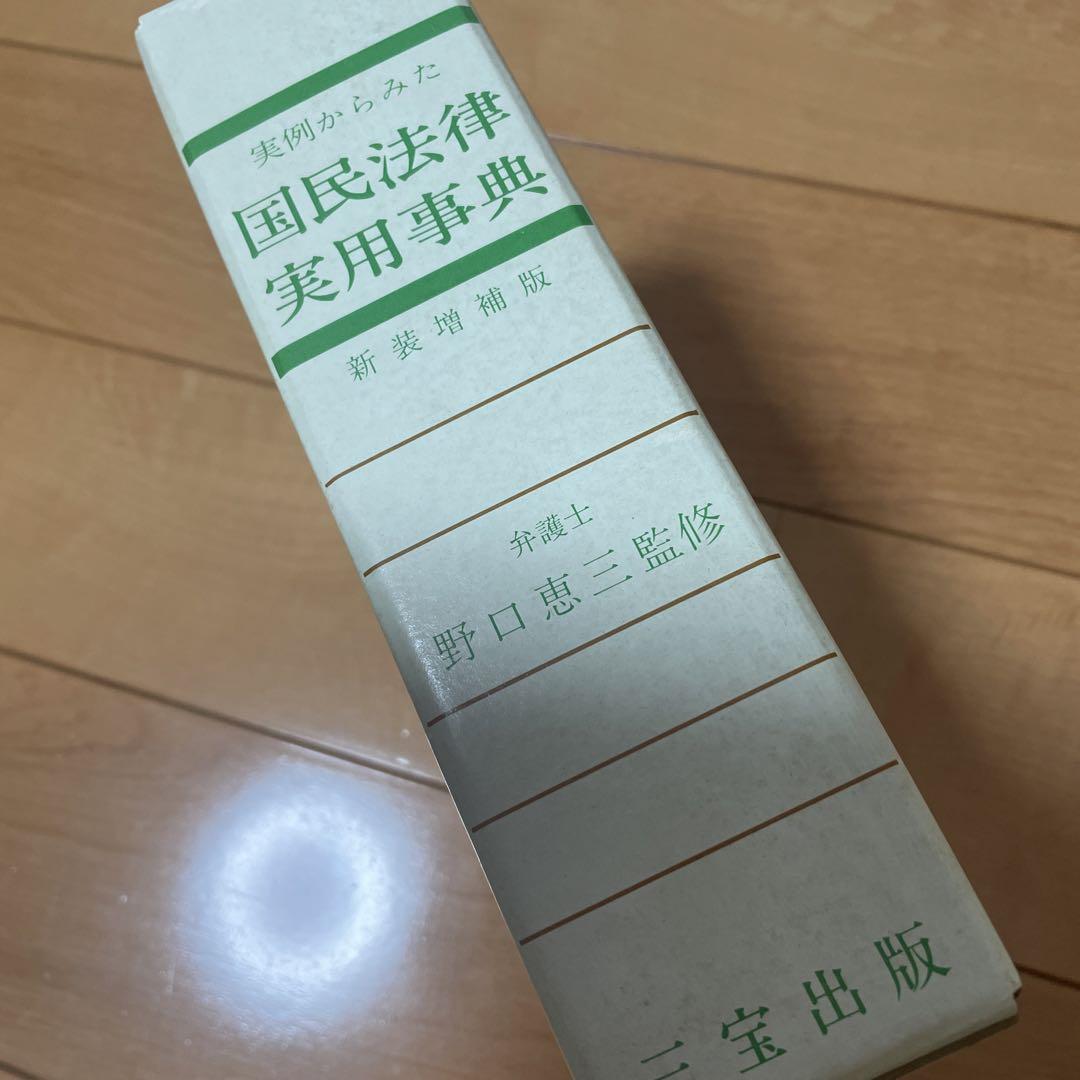 実例からみた
国民法律
実用事典
新装増補版
弁護士
野口恵三監修
三宝出版